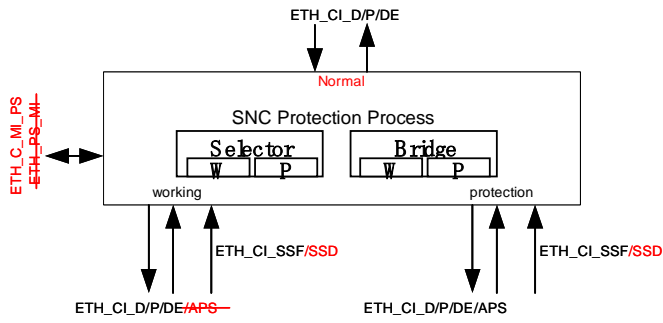 ETH_CI_D/P/DE
Normal
SNC Protection Process
ETH_C_MI_PS
ETH_PS_MI
Selector
W P
Bridge
W P
working
protection
ETH_CI_SSF/SSD
ETH_CI_SSF/SSD
ETH_CI_D/P/DE/APS
ETH_CI_D/P/DE/APS